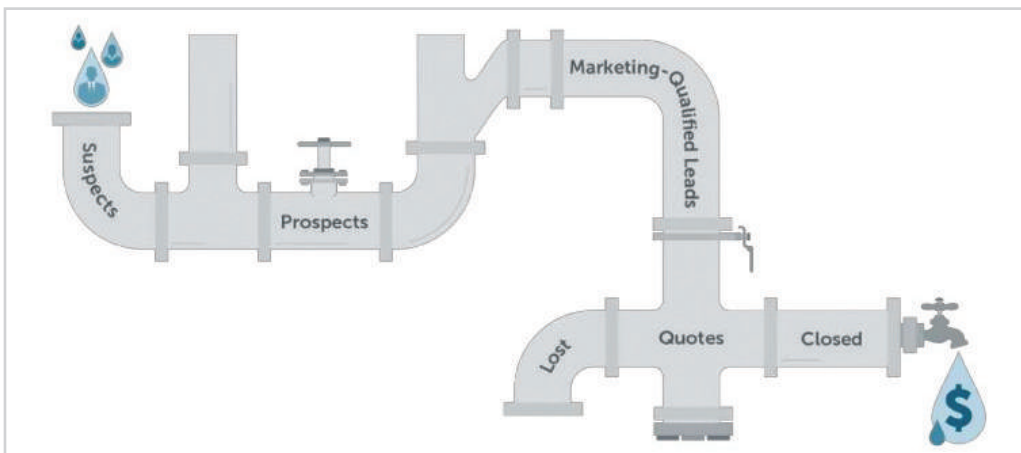 Suspects
Prospects
Marketing-Qualified Leads
Lost
Quotes
Closed
$